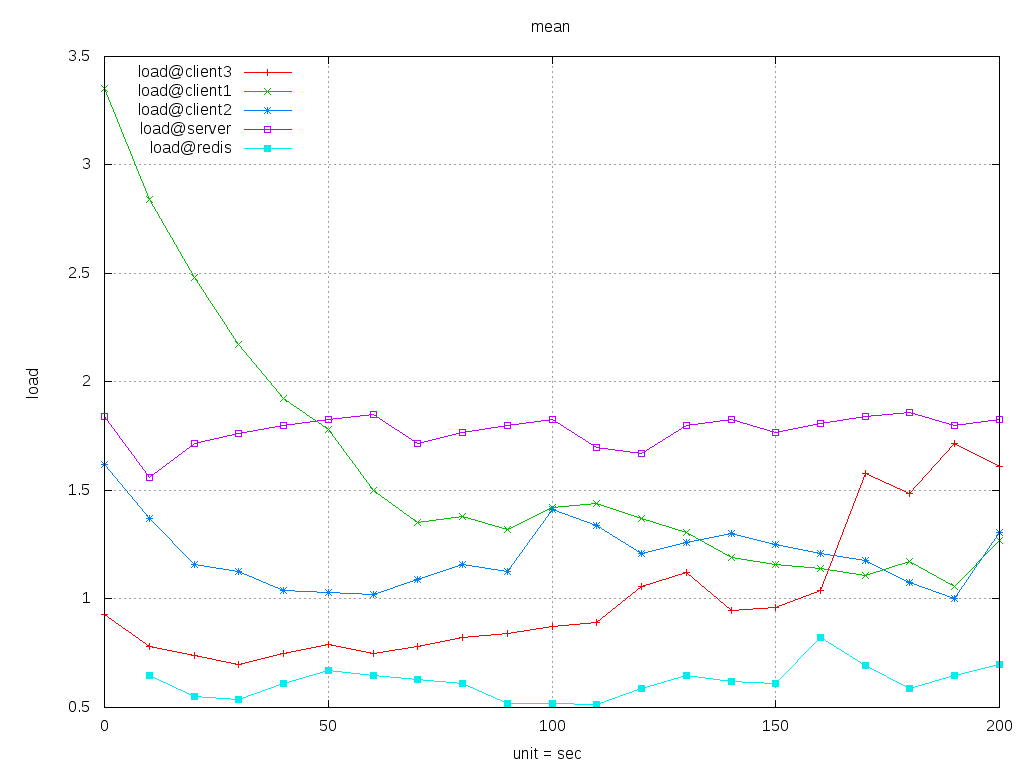 mean
3.5
3
2.5
2
1.5
1
0.5
load
load@client3
load@client1
load@client2
load@server
load@redis
0 50 100 150 200
unit = sec